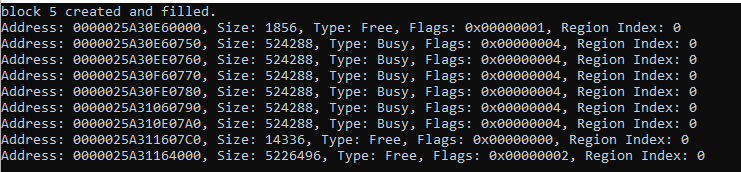 block 5 created and filled.
Address: 0000025A30E60000, Size: 1856, Type: Free, Flags: 0x00000001, Region Index: 0
Address: 0000025A30E60750, Size: 524288, Type: Busy, Flags: 0x00000004, Region Index: 0
Address: 0000025A30EE0760, Size: 524288, Type: Busy, Flags: 0x00000004, Region Index: 0
Address: 0000025A30F60770, Size: 524288, Type: Busy, Flags: 0x00000004, Region Index: 0
Address: 0000025A30FE0780, Size: 524288, Type: Busy, Flags: 0x00000004, Region Index: 0
Address: 0000025A31060790, Size: 524288, Type: Busy, Flags: 0x00000004, Region Index: 0
Address: 0000025A310E07A0, Size: 524288, Type: Busy, Flags: 0x00000004, Region Index: 0
Address: 0000025A311607C0, Size: 14336, Type: Free, Flags: 0x00000000, Region Index: 0
Address: 0000025A31164000, Size: 5226496, Type: Free, Flags: 0x00000002, Region Index: 0